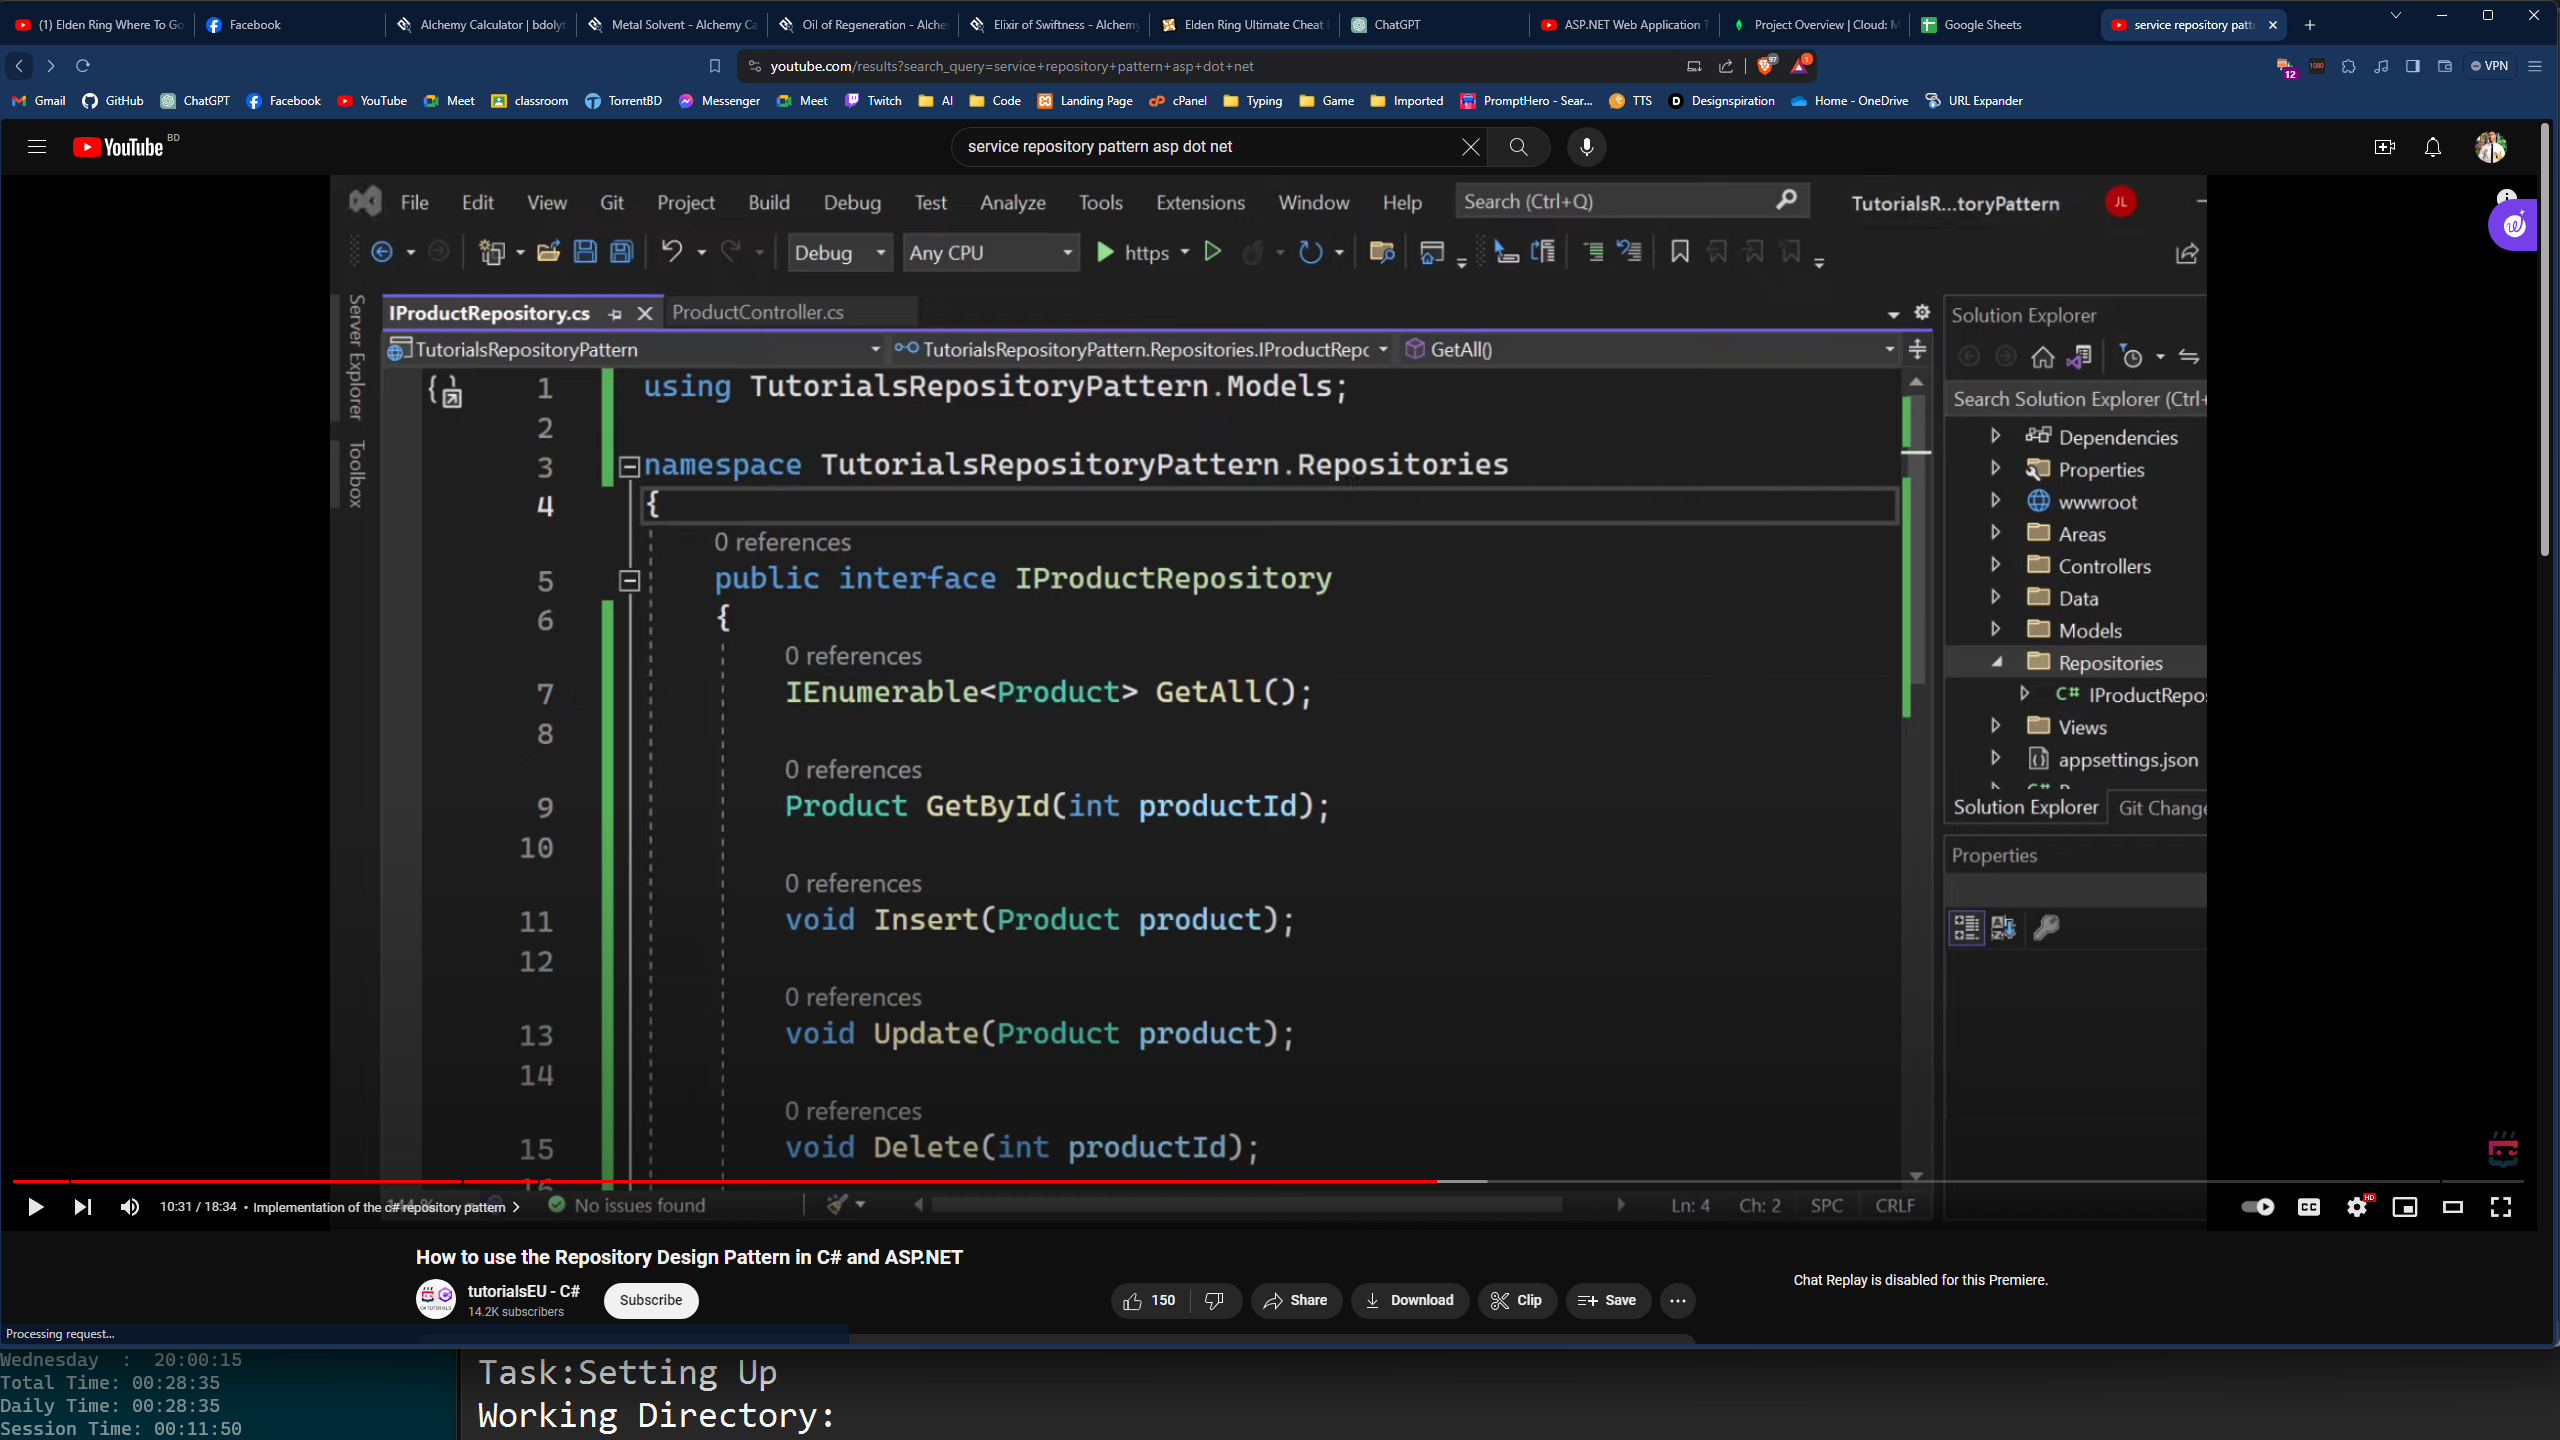 (1) Elden Ring Where To Go
Facebook
Alchemy Calculator | bdolyt
Metal Solvent - Alchemy Ca
Oil of Regeneration - Alche
Elixir of Swiftness - Alchemy
Elden Ring Ultimate Cheat
ChatGPT
ASP.NET Web Application T
Project Overview | Cloud: M
Google Sheets
service repository patt
youtube.com/results?search_query=service+repository+pattern+asp+dot+net
97
1
12
1080
VPN
Gmail
GitHub
ChatGPT
Facebook
YouTube
Meet
classroom
TorrentBD
Messenger
Meet
Twitch
AI
Code
Landing Page
cPanel
Typing
Game
Imported
PromptHero - Sear...
TTS
Designspiration
Home - OneDrive
URL Expander
YouTube BD
service repository pattern asp dot net
File Edit View Git Project Build Debug Test Analyze Tools Extensions Window Help
Search (Ctrl+Q)
TutorialsR...toryPattern
JL
Debug
Any CPU
https
Server Explorer
Toolbox
IProductRepository.cs
ProductController.cs
TutorialsRepositoryPattern
TutorialsRepositoryPattern.Repositories.IProductRepc
GetAll()
1 using TutorialsRepositoryPattern.Models;
2
3 namespace TutorialsRepositoryPattern.Repositories
4 {
0 references
5 public interface IProductRepository
6 {
0 references
7 IEnumerable<Product> GetAll();
8
0 references
9 Product GetById(int productId);
10
0 references
11 void Insert(Product product);
12
0 references
13 void Update(Product product);
14
0 references
15 void Delete(int productId);
Solution Explorer
Search Solution Explorer (Ctrl+
Dependencies
Properties
wwwroot
Areas
Controllers
Data
Models
Repositories
C# IProductRepos
Views
appsettings.json
Solution Explorer
Git Change
Properties
No issues found
Ln: 4
Ch: 2
SPC
CRLF
10:31 / 18:34 • Implementation of the c# repository pattern
CC
HD
How to use the Repository Design Pattern in C# and ASP.NET
tutorialsEU - C#
14.2K subscribers
Subscribe
150
Share
Download
Clip
Save
Chat Replay is disabled for this Premiere.
Processing request...
Wednesday : 20:00:15
Total Time: 00:28:35
Daily Time: 00:28:35
Session Time: 00:11:50
Task:Setting Up
Working Directory: